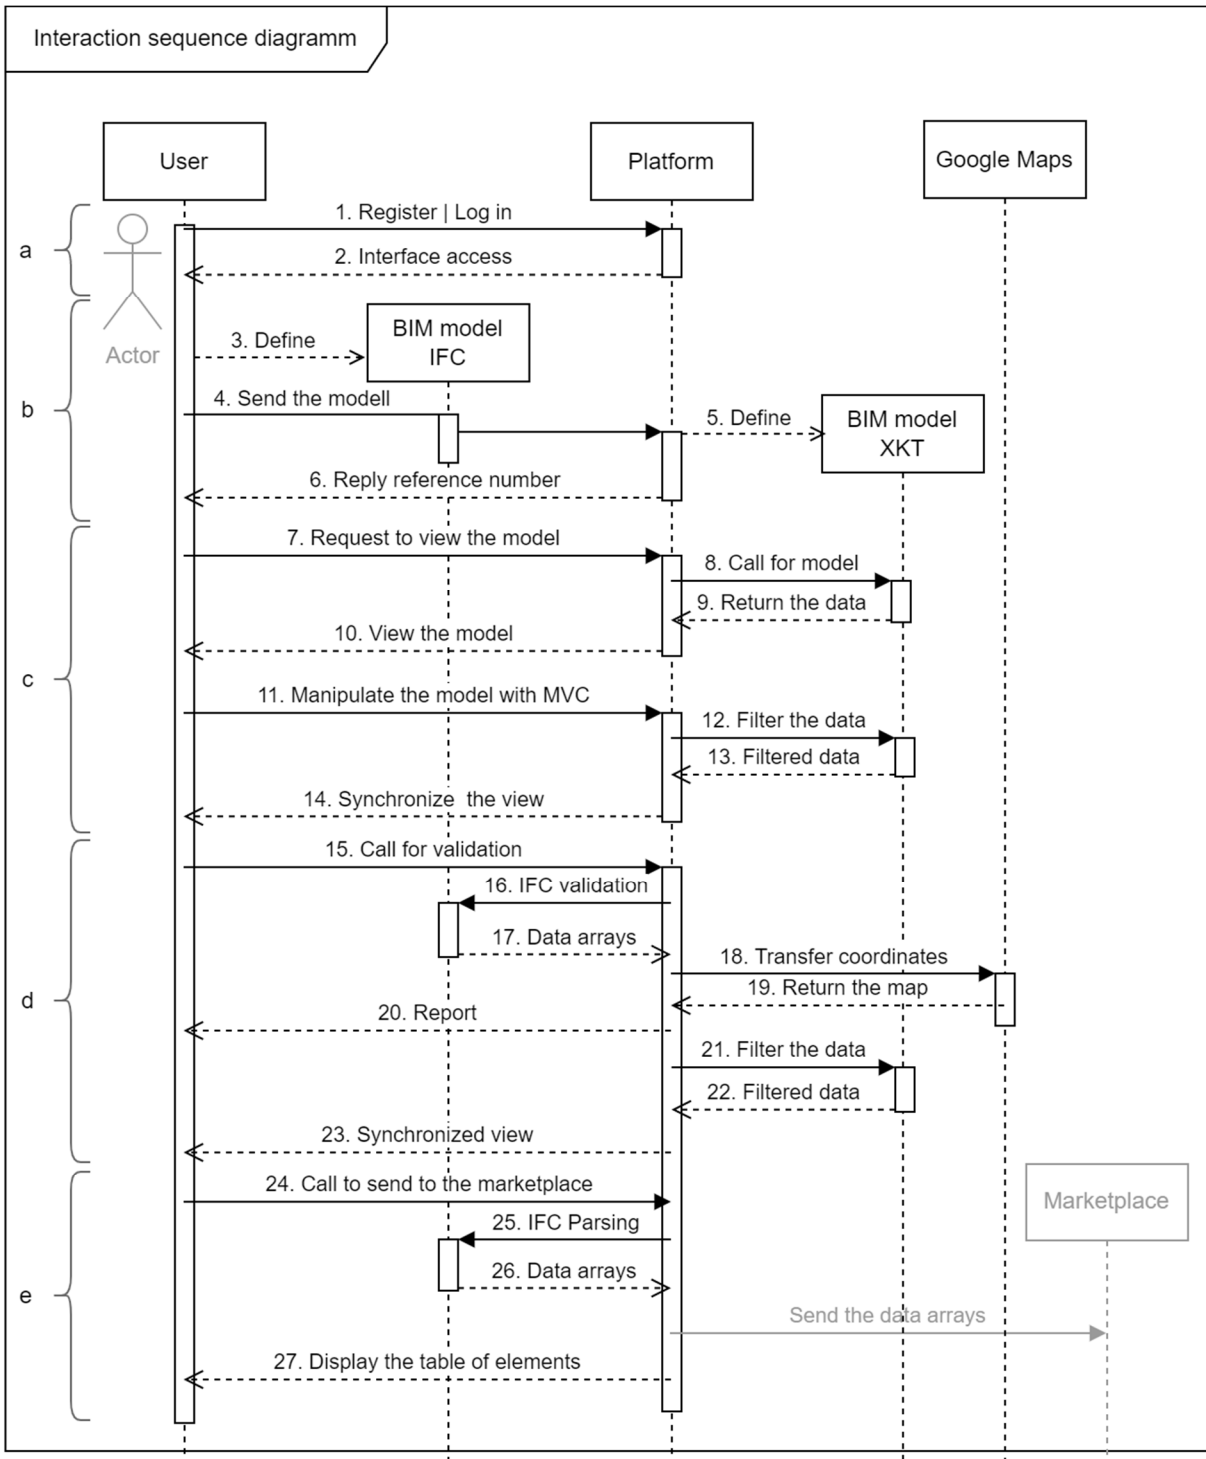 Interaction sequence diagramm
User
Platform
Google Maps
1. Register | Log in
a
2. Interface access
BIM model
IFC
3. Define
Actor
4. Send the modell
b
5. Define
BIM model
XKT
6. Reply reference number
7. Request to view the model
8. Call for model
9. Return the data
10. View the model
c
11. Manipulate the model with MVC
12. Filter the data
13. Filtered data
14. Synchronize  the view
15. Call for validation
16. IFC validation
17. Data arrays
18. Transfer coordinates
19. Return the map
d
20. Report
21. Filter the data
22. Filtered data
23. Synchronized view
24. Call to send to the marketplace
Marketplace
25. IFC Parsing
26. Data arrays
e
Send the data arrays
27. Display the table of elements